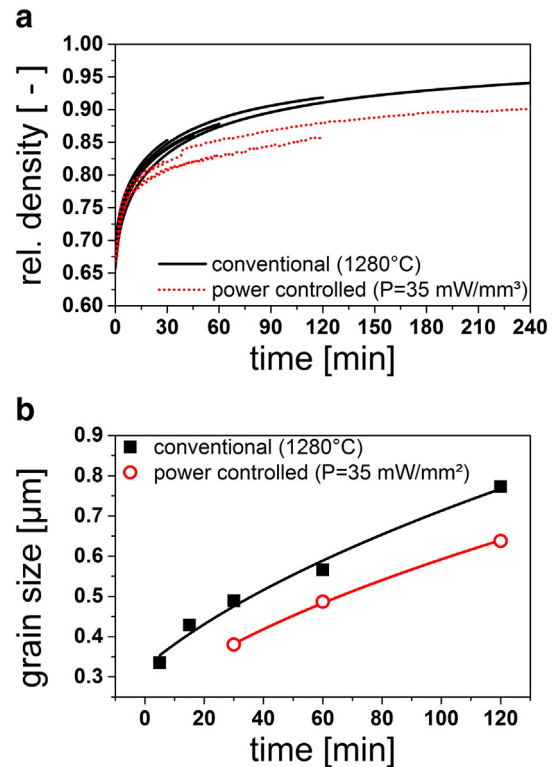 a
1.00
0.95
0.90
0.85
0.80
0.75
0.70
0.65
0.60
rel. density [ - ]
conventional (1280°C)
power controlled (P=35 mW/mm³)
0 30 60 90 120 150 180 210 240
time [min]
b
0.9
0.8
0.7
0.6
0.5
0.4
0.3
grain size [µm]
conventional (1280°C)
power controlled (P=35 mW/mm²)
0 20 40 60 80 100 120
time [min]